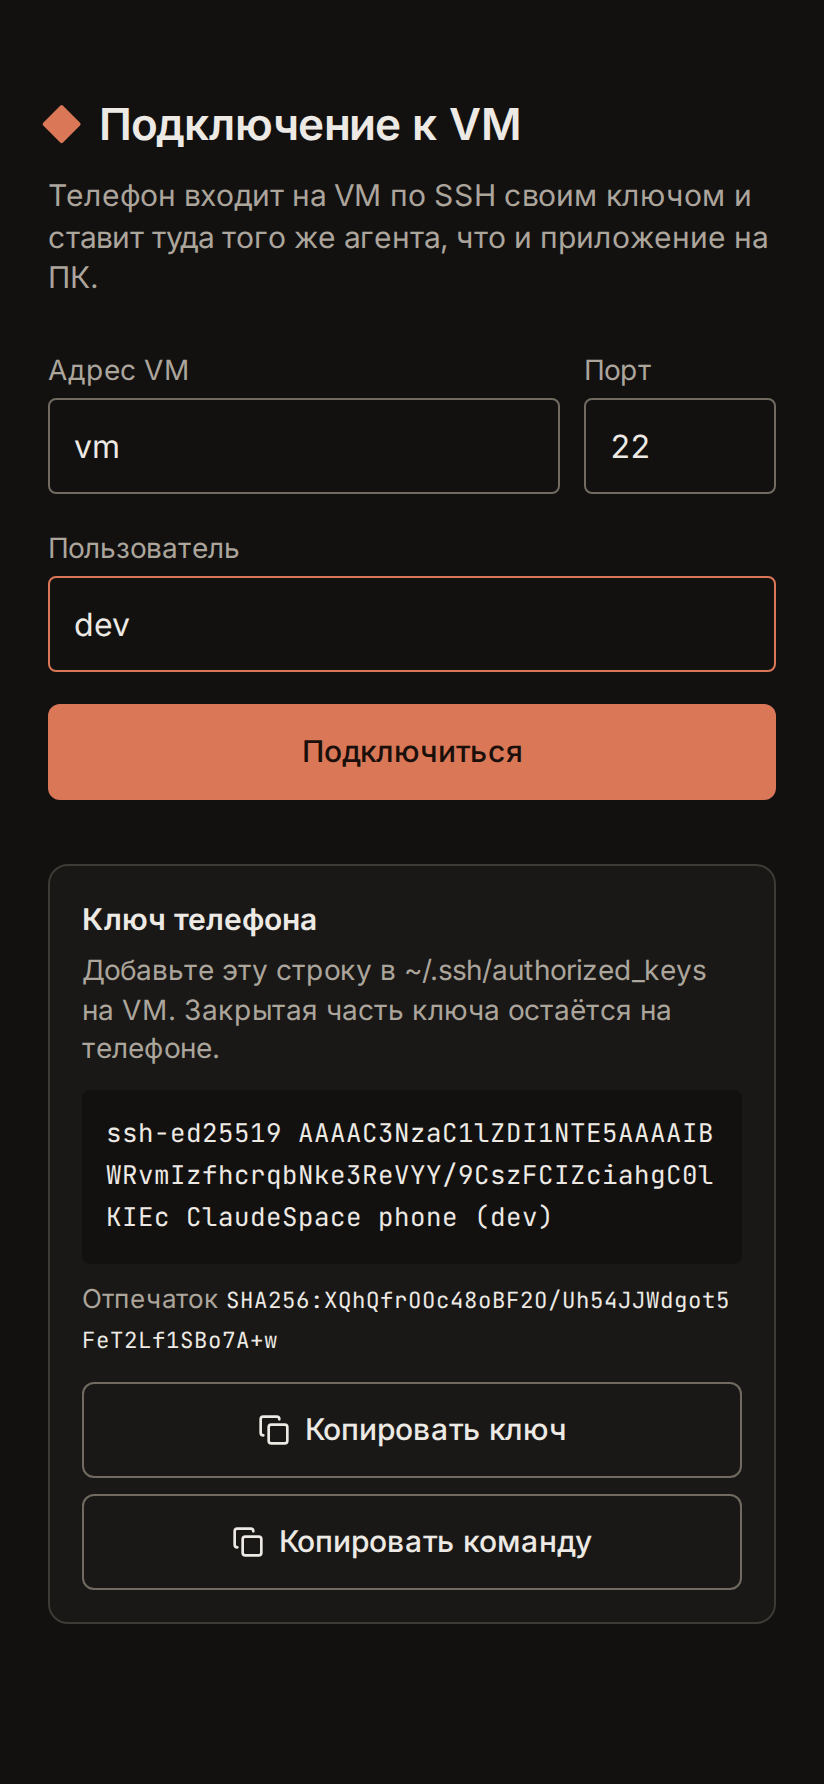 Подключение к VM
Телефон входит на VM по SSH своим ключом и
ставит туда того же агента, что и приложение на
ПК.
Адрес VM
Порт
vm
22
Пользователь
dev
Подключиться
Ключ телефона
Добавьте эту строку в ~/.ssh/authorized_keys
на VM. Закрытая часть ключа остаётся на
телефоне.
ssh-ed25519 AAAAC3NzaC1lZDI1NTE5AAAAIB
WRvmIzfhcrqbNke3ReVYY/9CszFCIZciahgC0l
KIEc ClaudeSpace phone (dev)
Отпечаток SHA256:XQhQfrOOc48oBF2O/Uh54JJWdgot5
FeT2Lf1SBo7A+w
Копировать ключ
Копировать команду